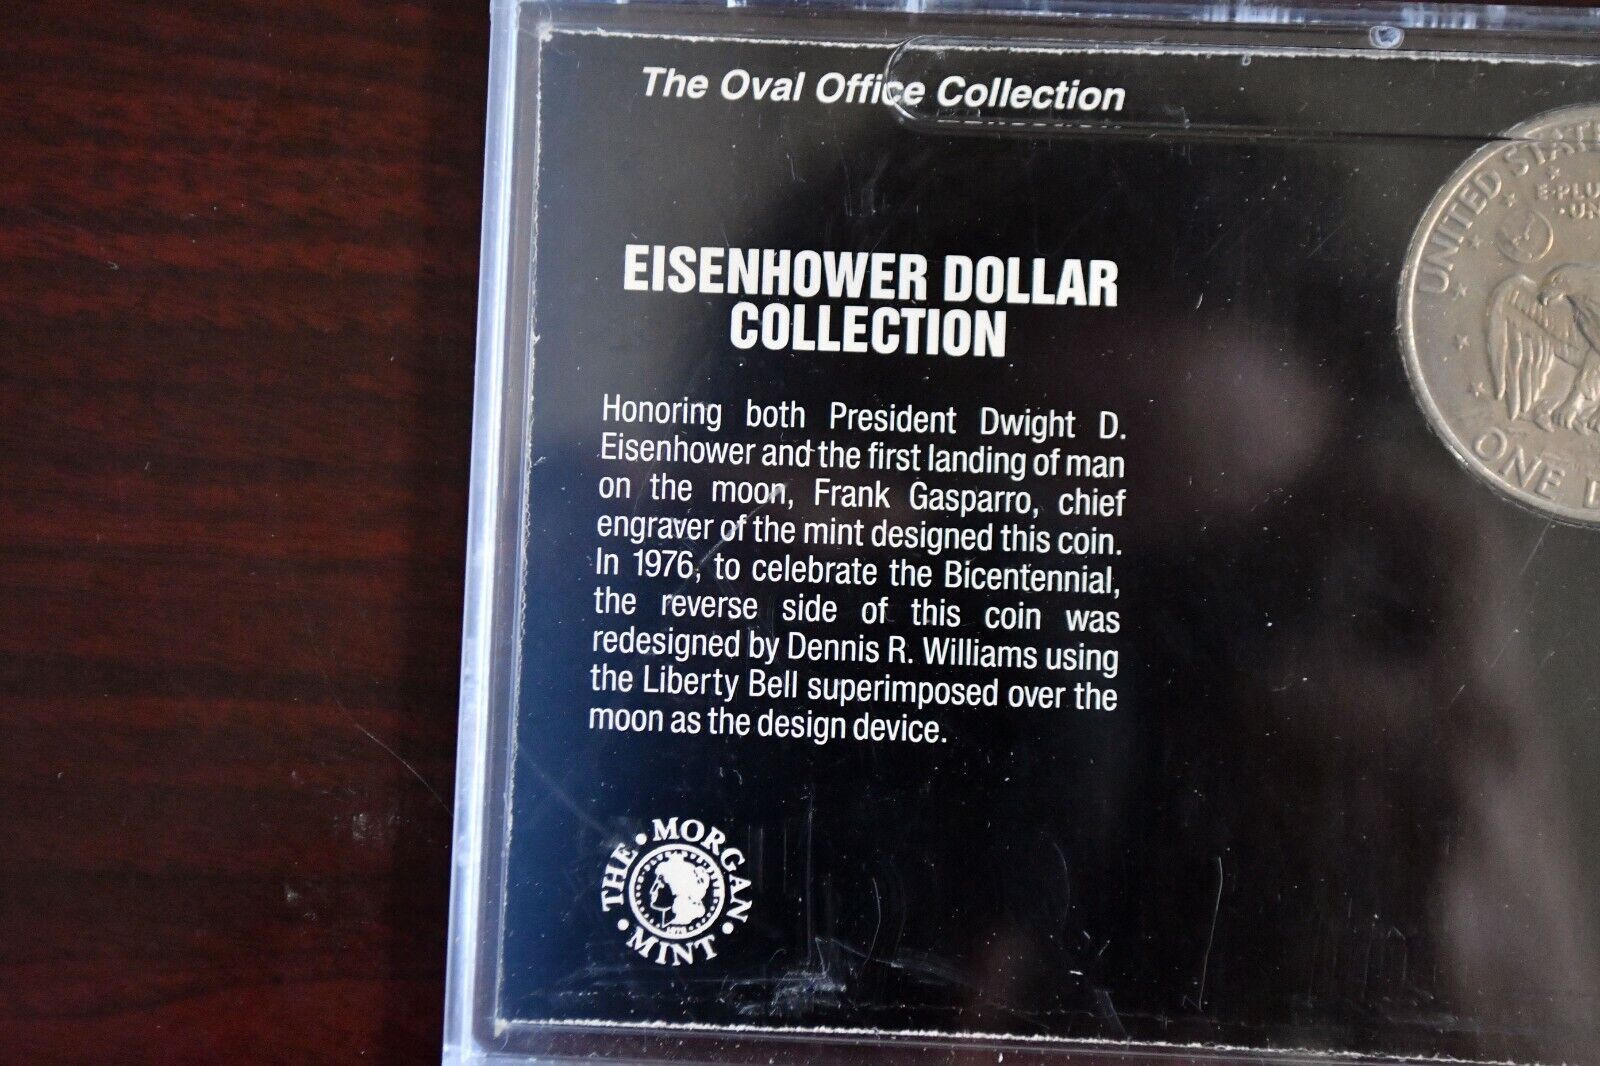 The Oval Office Collection
EISENHOWER DOLLAR
COLLECTION
Honoring both President Dwight D.
Eisenhower and the first landing of man
on the moon, Frank Gasparro, chief
engraver of the mint designed this coin.
In 1976, to celebrate the Bicentennial,
the reverse side of this coin was
redesigned by Dennis R. Williams using
the Liberty Bell superimposed over the
moon as the design device.
THE • MORGAN • MINT •
UNITED STAT
E·PLU
·UN
ONE